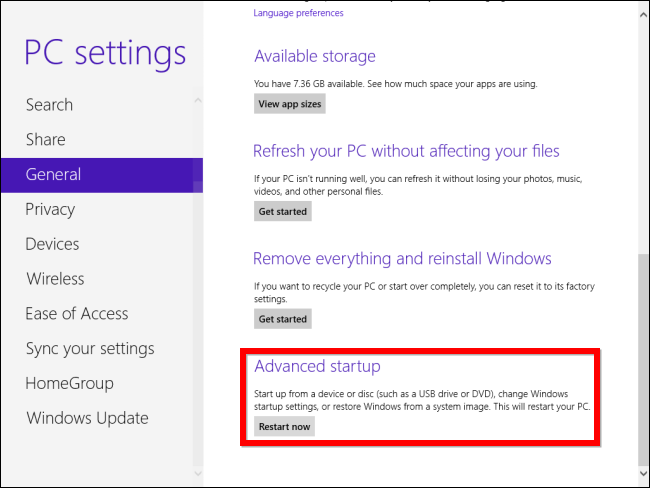 PC settings
Search
Share
General
Privacy
Devices
Wireless
Ease of Access
Sync your settings
HomeGroup
Windows Update
Language preferences
Available storage
You have 7.36 GB available. See how much space your apps are using.
View app sizes
Refresh your PC without affecting your files
If your PC isn't running well, you can refresh it without losing your photos, music,
videos, and other personal files.
Get started
Remove everything and reinstall Windows
If you want to recycle your PC or start over completely, you can reset it to its factory
settings.
Get started
Advanced startup
Start up from a device or disc (such as a USB drive or DVD), change Windows
startup settings, or restore Windows from a system image. This will restart your PC.
Restart now